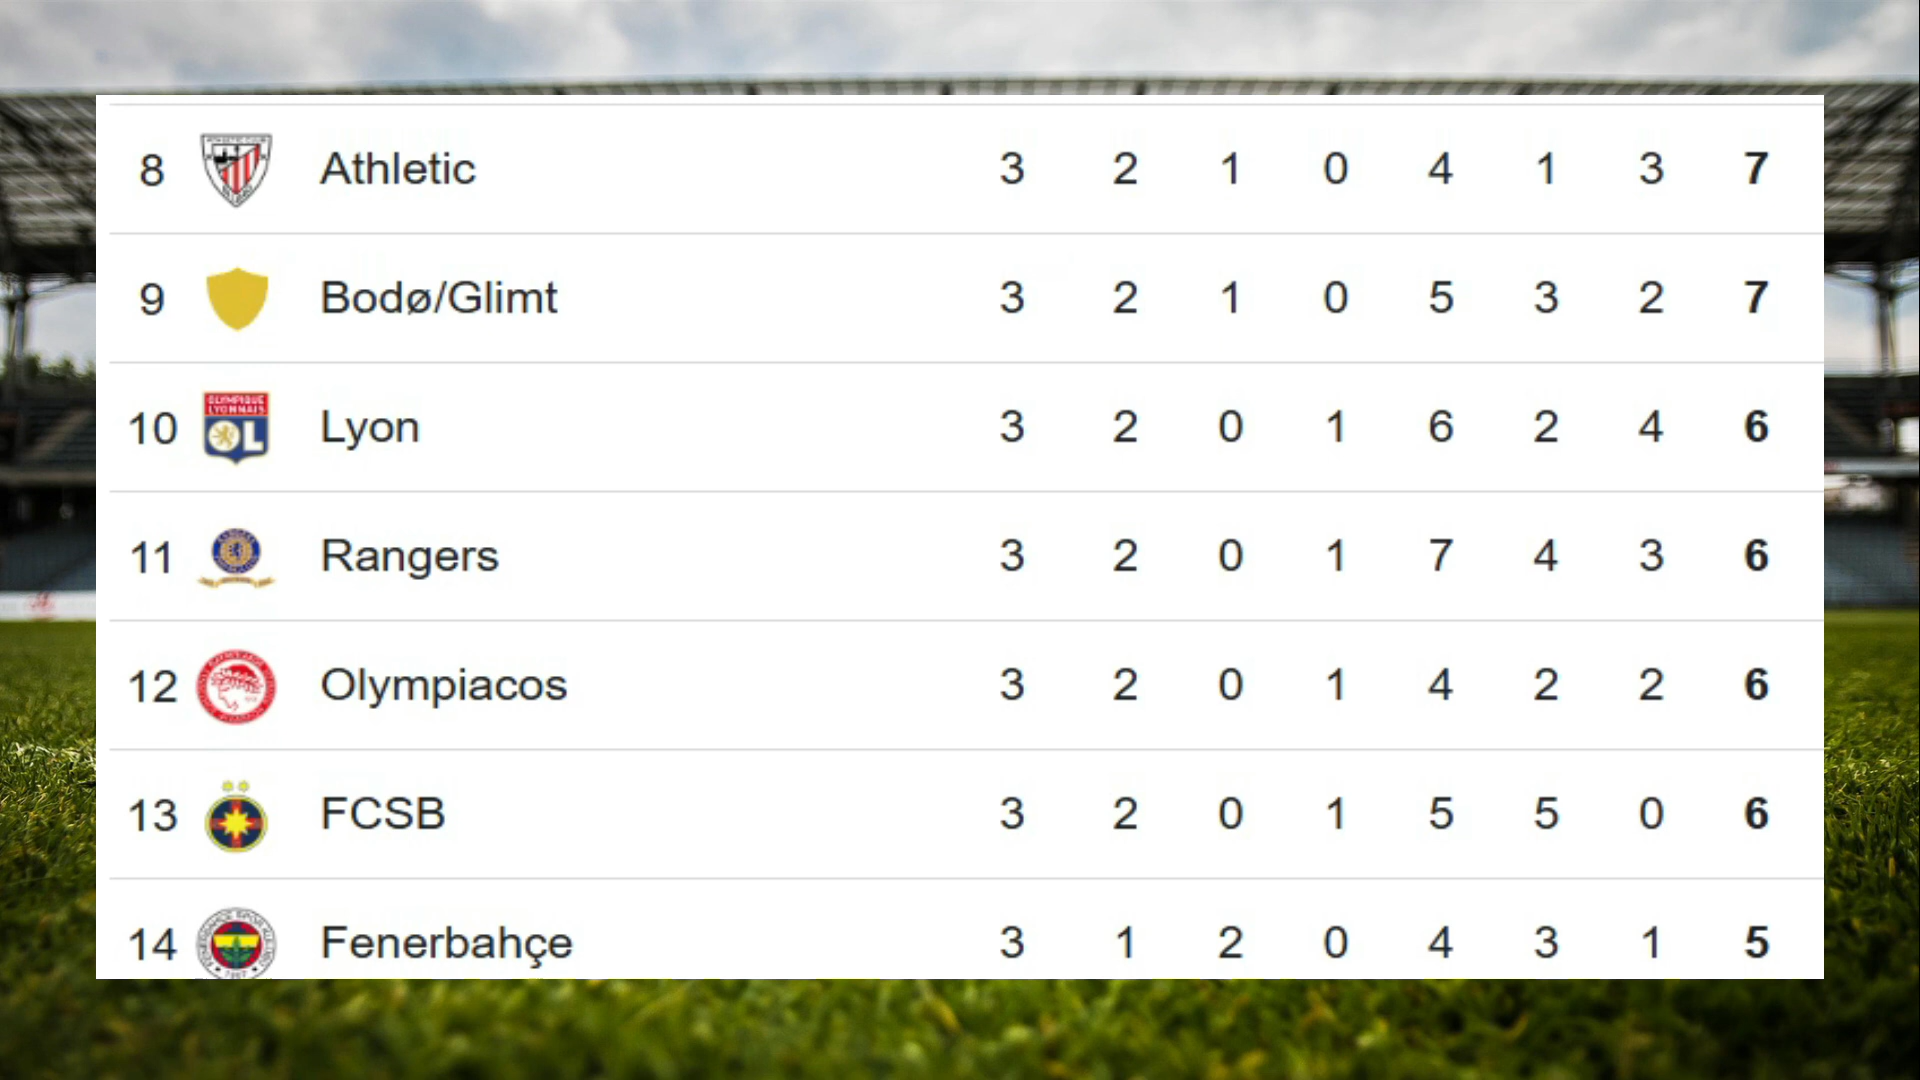 8 Athletic 3 2 1 0 4 1 3 7
9 Bodø/Glimt 3 2 1 0 5 3 2 7
OLYMPIQUE
LYONNAIS
OL
10 Lyon 3 2 0 1 6 2 4 6
11 Rangers 3 2 0 1 7 4 3 6
12 Olympiacos 3 2 0 1 4 2 2 6
13 FCSB 3 2 0 1 5 5 0 6
14 Fenerbahçe 3 1 2 0 4 3 1 5